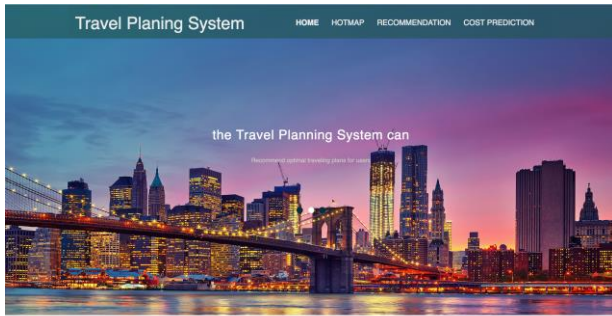 Travel Planing System
HOME HOTMAP RECOMMENDATION COST PREDICTION
the Travel Planning System can
Recommend optimal traveling plans for users